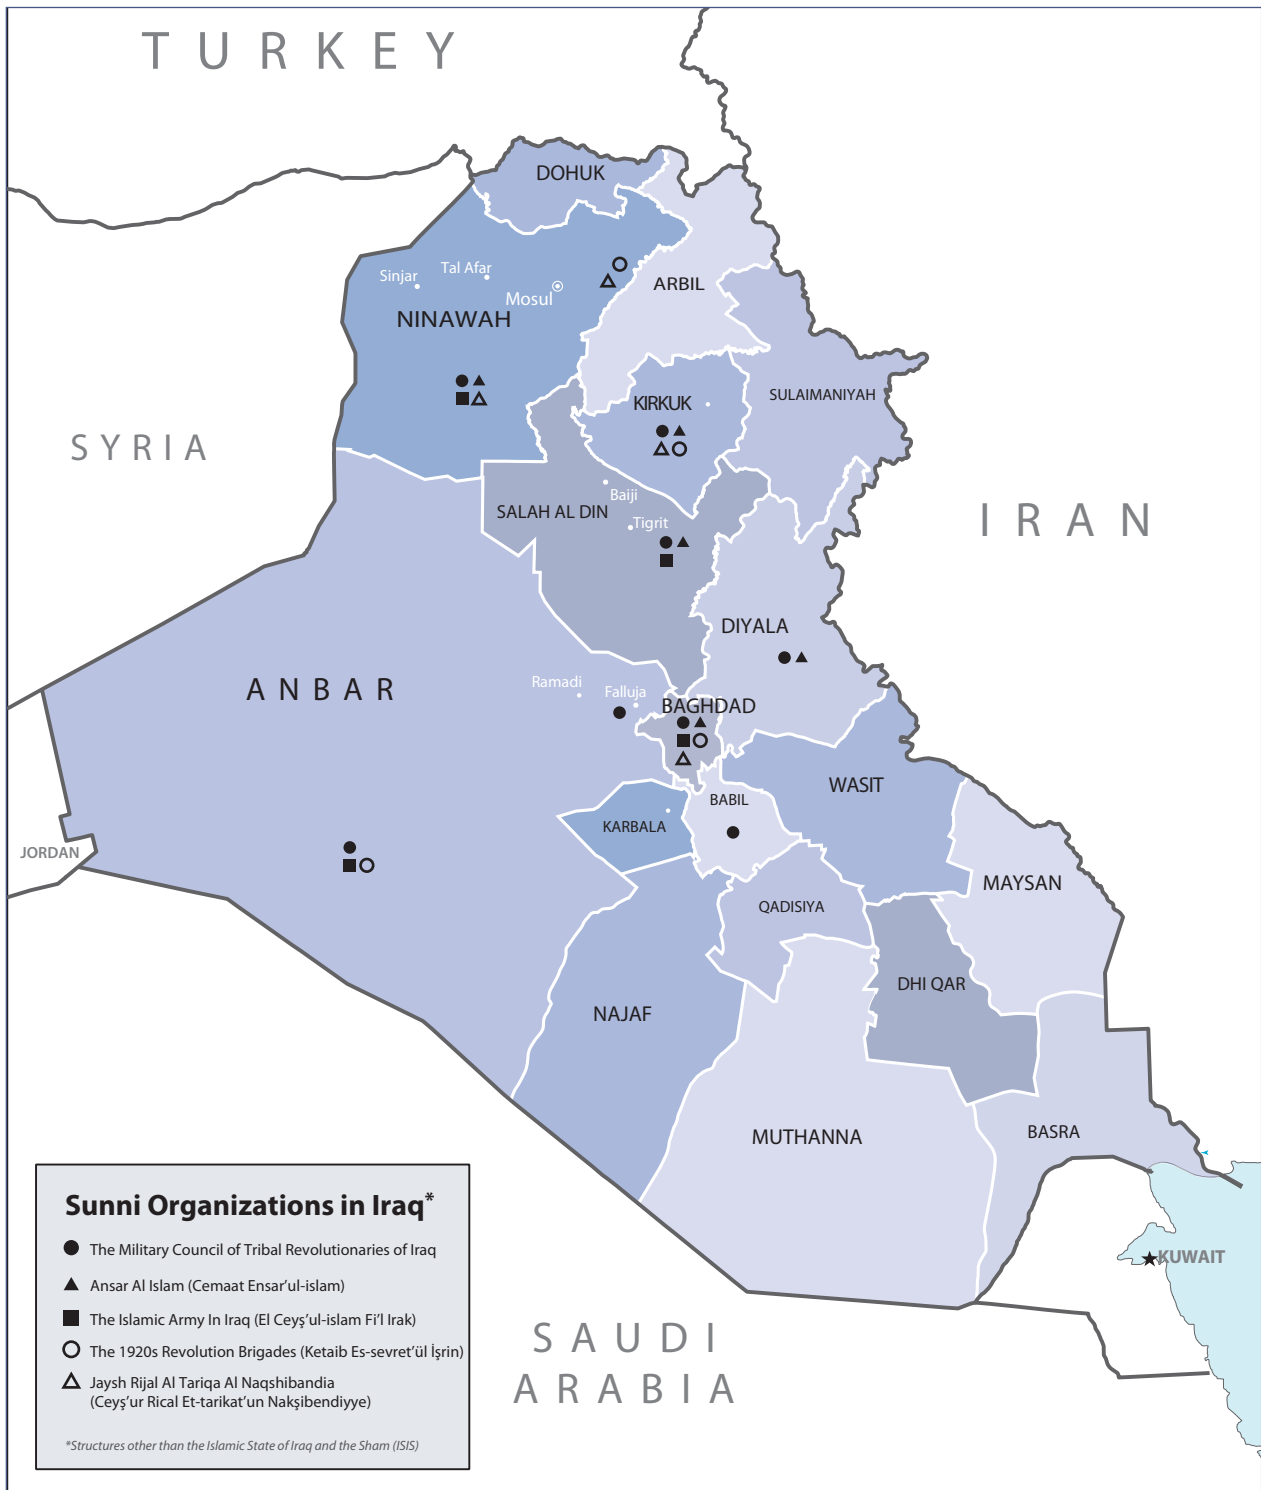 TURKEY
DOHUK
Sinjar
Tal Afar
Mosul
NINAWAH
ARBIL
SULAIMANIYAH
KIRKUK
SYRIA
Baiji
SALAH AL DIN
Tigrit
IRAN
DIYALA
ANBAR
Ramadi
Falluja
BAGHDAD
WASIT
BABIL
KARBALA
JORDAN
MAYSAN
QADISIYA
DHI QAR
NAJAF
MUTHANNA
BASRA
KUWAIT
SAUDI
ARABIA
Sunni Organizations in Iraq*
The Military Council of Tribal Revolutionaries of Iraq
Ansar Al Islam (Cemaat Ensar’ul-islam)
The Islamic Army In Iraq (El Ceyş’ul-islam Fi’l Irak)
The 1920s Revolution Brigades (Ketaib Es-sevret’ül İşrin)
Jaysh Rijal Al Tariqa Al Naqshibandia
(Ceyş’ur Rical Et-tarikat’un Nakşibendiyye)
*Structures other than the Islamic State of Iraq and the Sham (ISIS)